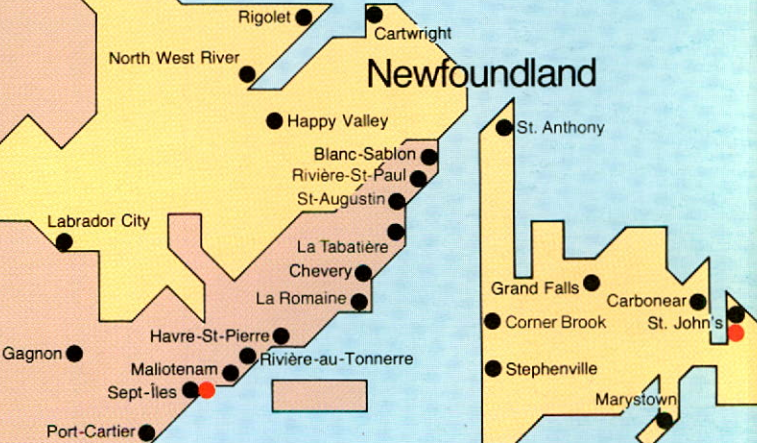 Rigolet
Cartwright
North West River
Newfoundland
Happy Valley
St. Anthony
Blanc-Sablon
Rivière-St-Paul
St-Augustin
Labrador City
La Tabatière
Chevery
Grand Falls
La Romaine
Carbonear
Corner Brook
St. John's
Havre-St-Pierre
Gagnon
Rivière-au-Tonnerre
Maliotenam
Stephenville
Sept-Îles
Marystown
Port-Cartier